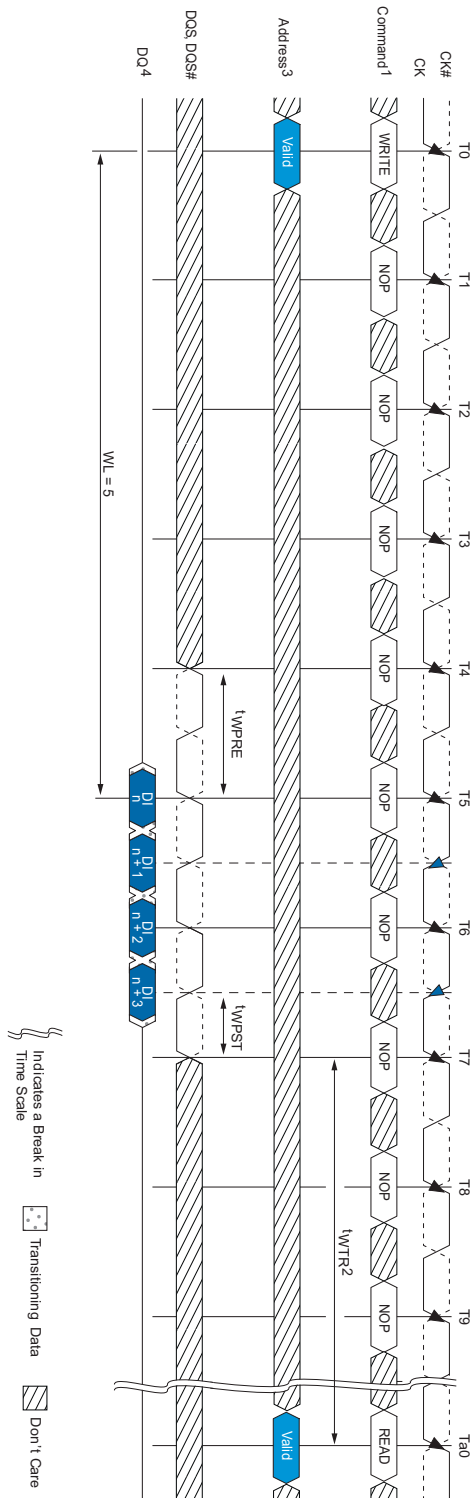 T0 T1 T2 T3 T4 T5 T6 T7 T8 T9 Ta0
CK#
CK
Command1 WRITE NOP NOP NOP NOP NOP NOP NOP NOP NOP READ
tWTR2
Address3 Valid Valid
tWPRE tWPST
DQS, DQS#
DQ4 DI n DI n + 1 DI n + 2 DI n + 3
WL = 5
Indicates a Break in
Time Scale
Transitioning Data
Don't Care